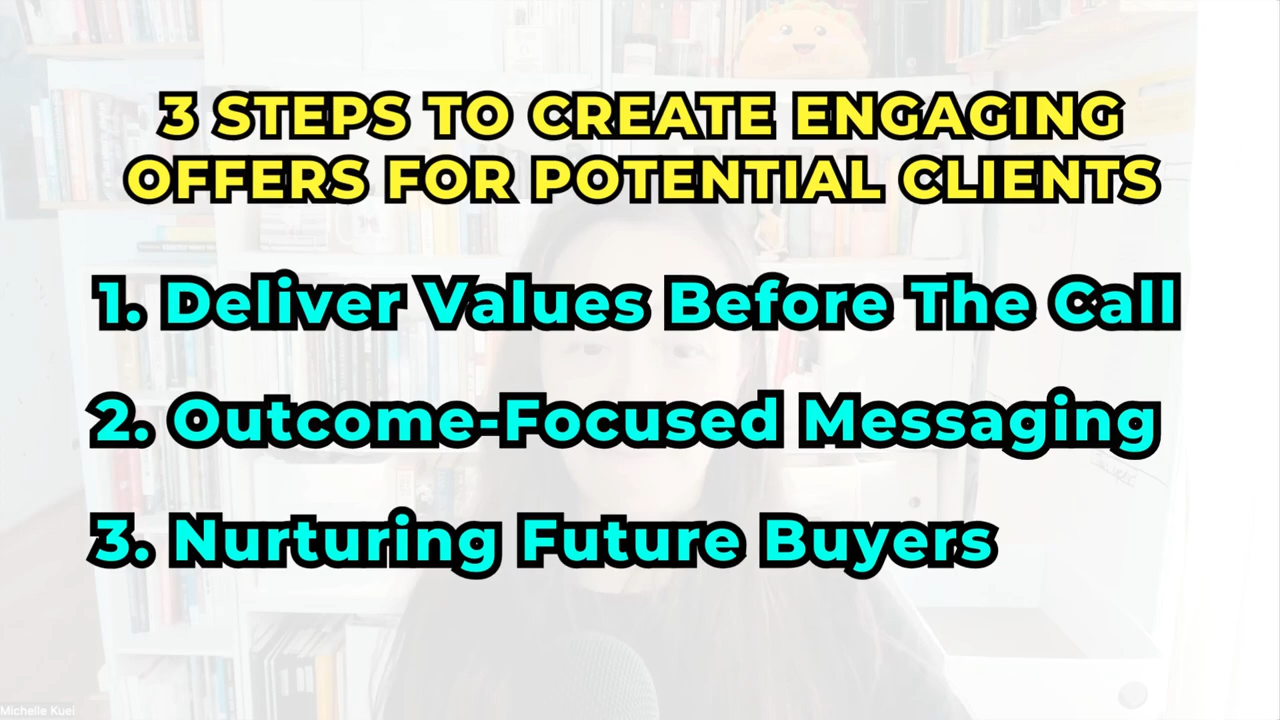 3 STEPS TO CREATE ENGAGING
OFFERS FOR POTENTIAL CLIENTS
1. Deliver Values Before The Call
2. Outcome-Focused Messaging
3. Nurturing Future Buyers
Michelle Kuei